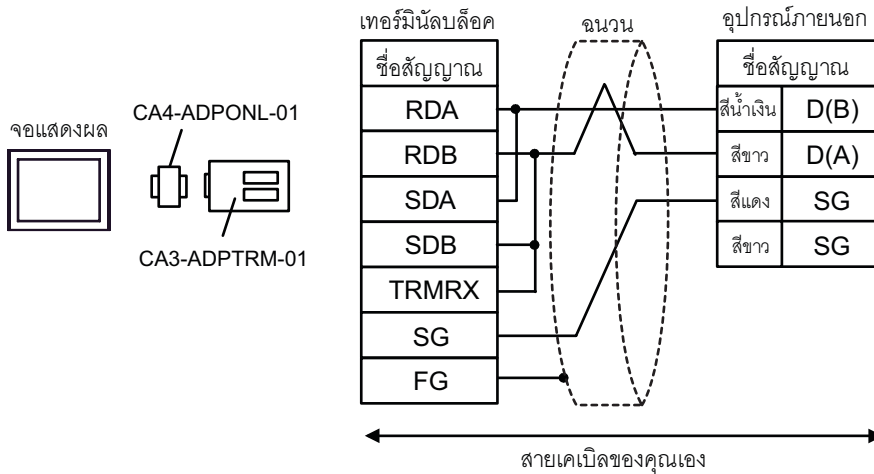 เทอร์มินัลบล็อค
ฉนวน
อุปกรณ์ภายนอก
ชื่อสัญญาณ
ชื่อสัญญาณ
จอแสดงผล
CA4-ADPONL-01
CA3-ADPTRM-01
RDA
สีน้ำเงิน D(B)
RDB
สีขาว D(A)
SDA
สีแดง SG
SDB
สีขาว SG
TRMRX
SG
FG
สายเคเบิลของคุณเอง